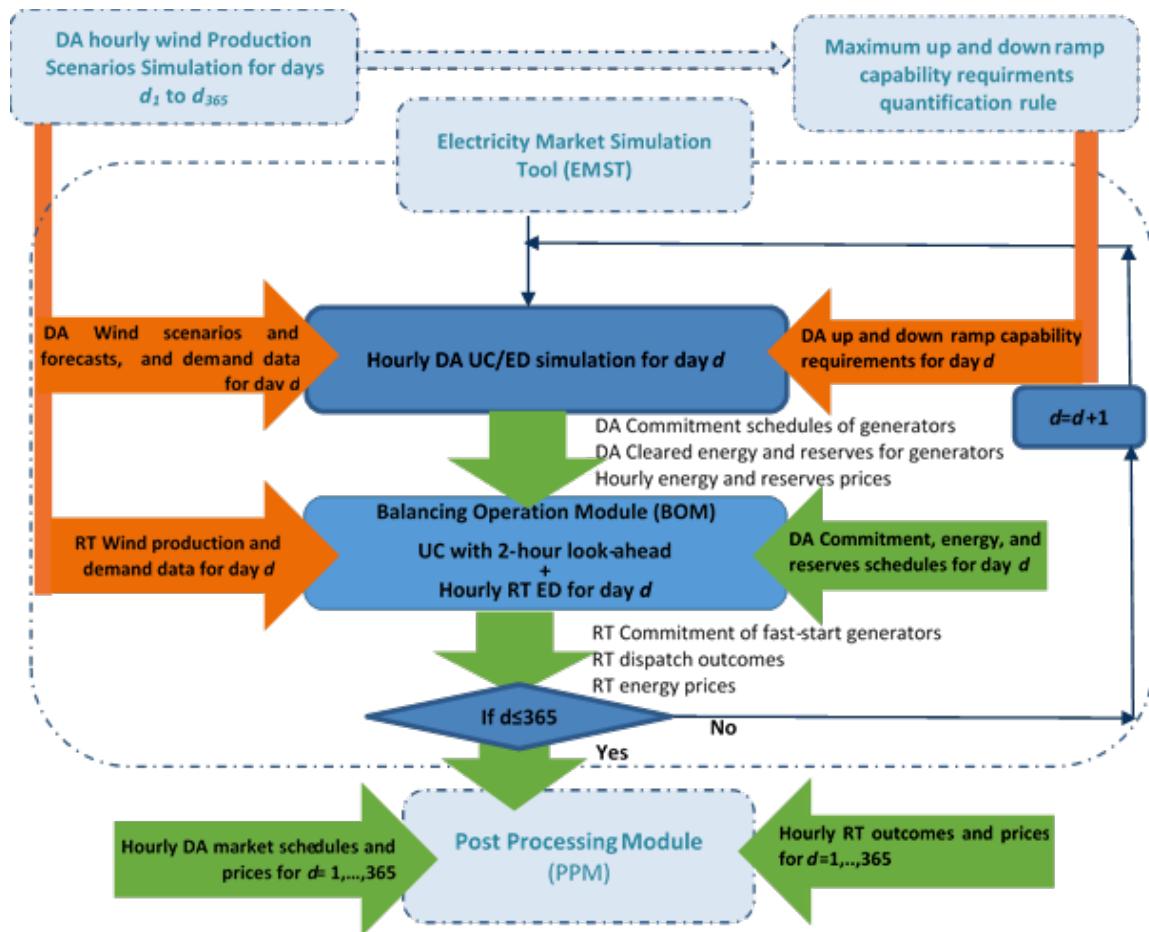 DA hourly wind Production
Scenarios Simulation for days
d1 to d365
Maximum up and down ramp
capability requirments
quantification rule
Electricity Market Simulation
Tool (EMST)
DA Wind scenarios and
forecasts, and demand data
for day d
Hourly DA UC/ED simulation for day d
DA up and down ramp capability
requirements for day d
d=d+1
DA Commitment schedules of generators
DA Cleared energy and reserves for generators
Hourly energy and reserves prices
Balancing Operation Module (BOM)
UC with 2-hour look-ahead
+
Hourly RT ED for day d
RT Wind production and
demand data for day d
DA Commitment, energy, and
reserves schedules for day d
RT Commitment of fast-start generators
RT dispatch outcomes
RT energy prices
If d≤365
No
Yes
Hourly DA market schedules and
prices for d= 1,...,365
Post Processing Module
(PPM)
Hourly RT outcomes and prices
for d=1,..,365